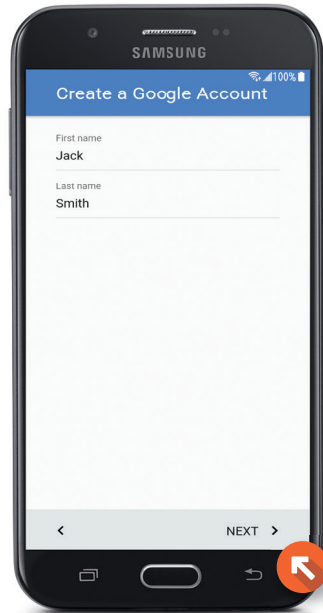 SAMSUNG
100%
Create a Google Account
First name
Jack
Last name
Smith
NEXT